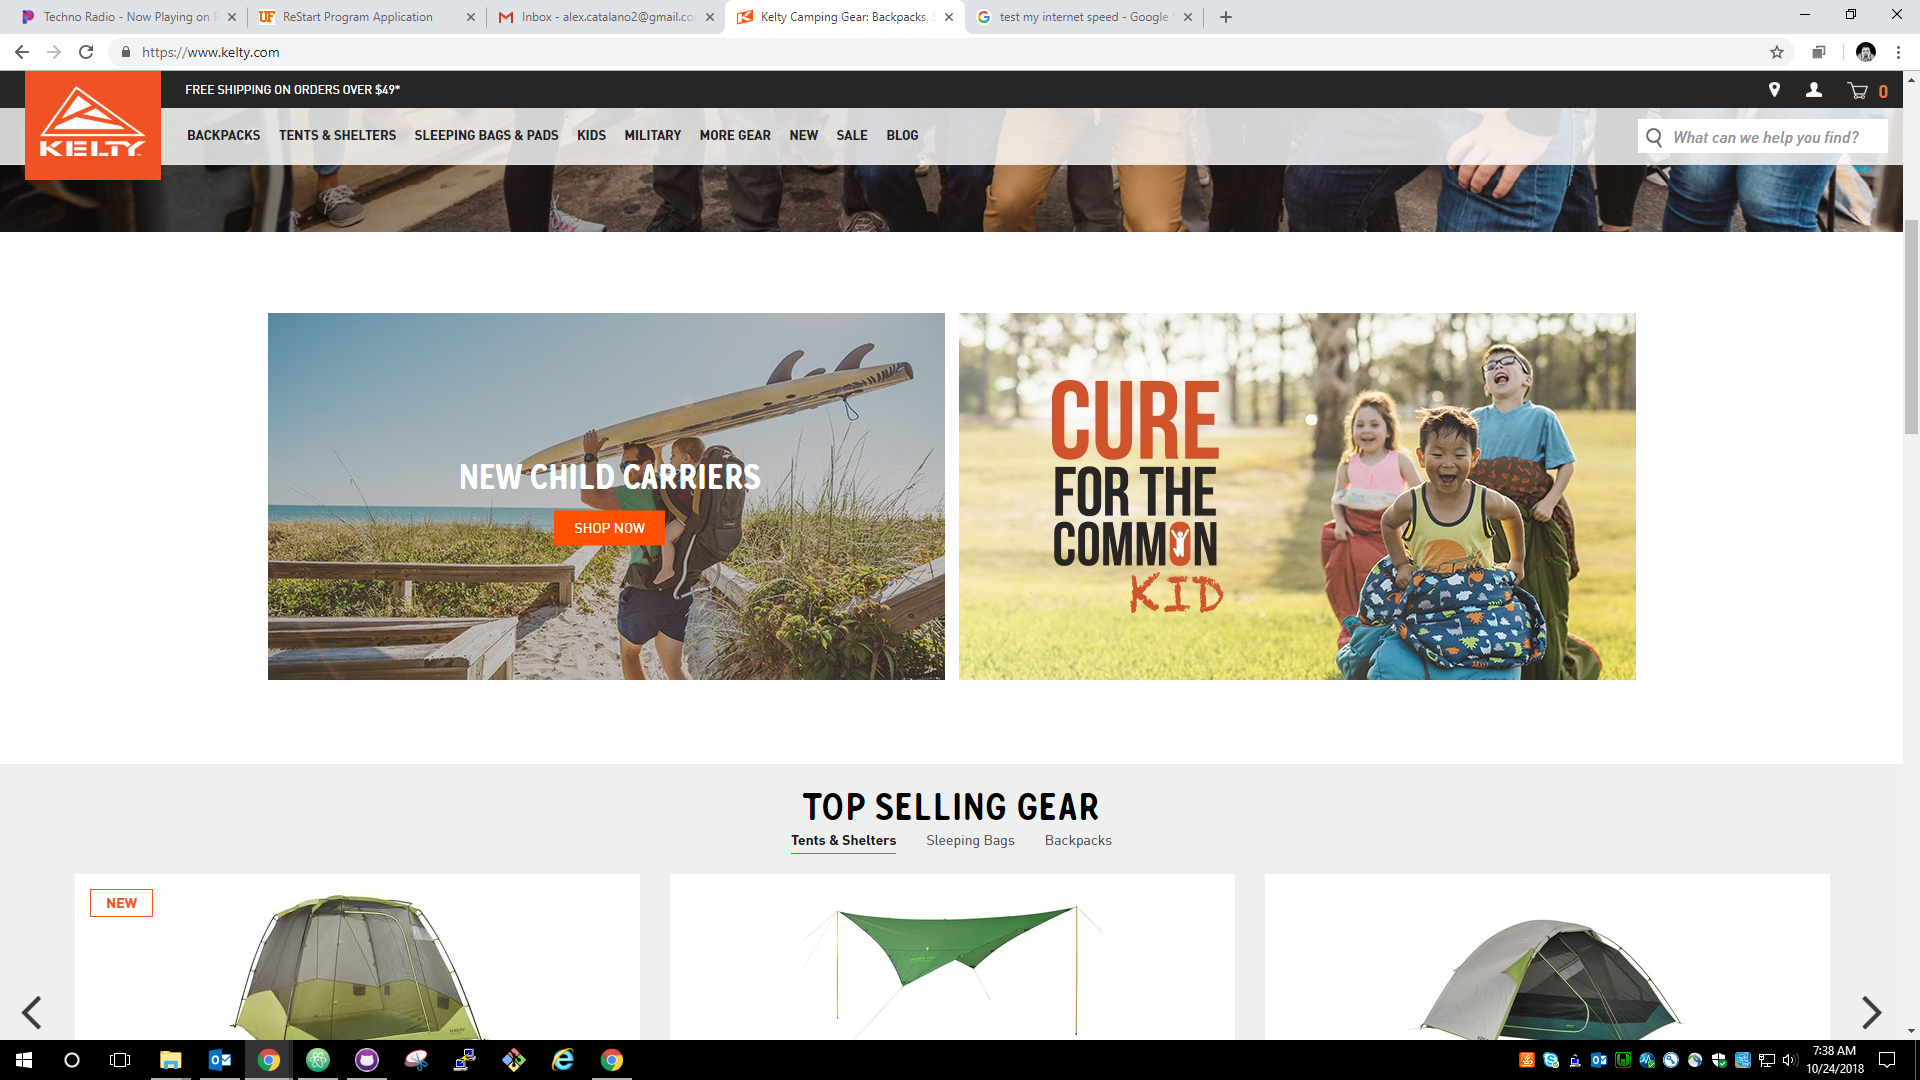 Techno Radio - Now Playing on P
ReStart Program Application
Inbox - alex.catalano2@gmail.co
Kelty Camping Gear: Backpacks, S
test my internet speed - Google
https://www.kelty.com
FREE SHIPPING ON ORDERS OVER $49*
0
KELTY
BACKPACKS TENTS & SHELTERS SLEEPING BAGS & PADS KIDS MILITARY MORE GEAR NEW SALE BLOG
What can we help you find?
NEW CHILD CARRIERS
SHOP NOW
CURE
FOR THE
COMMON
KID
TOP SELLING GEAR
Tents & Shelters Sleeping Bags Backpacks
NEW
7:38 AM
10/24/2018